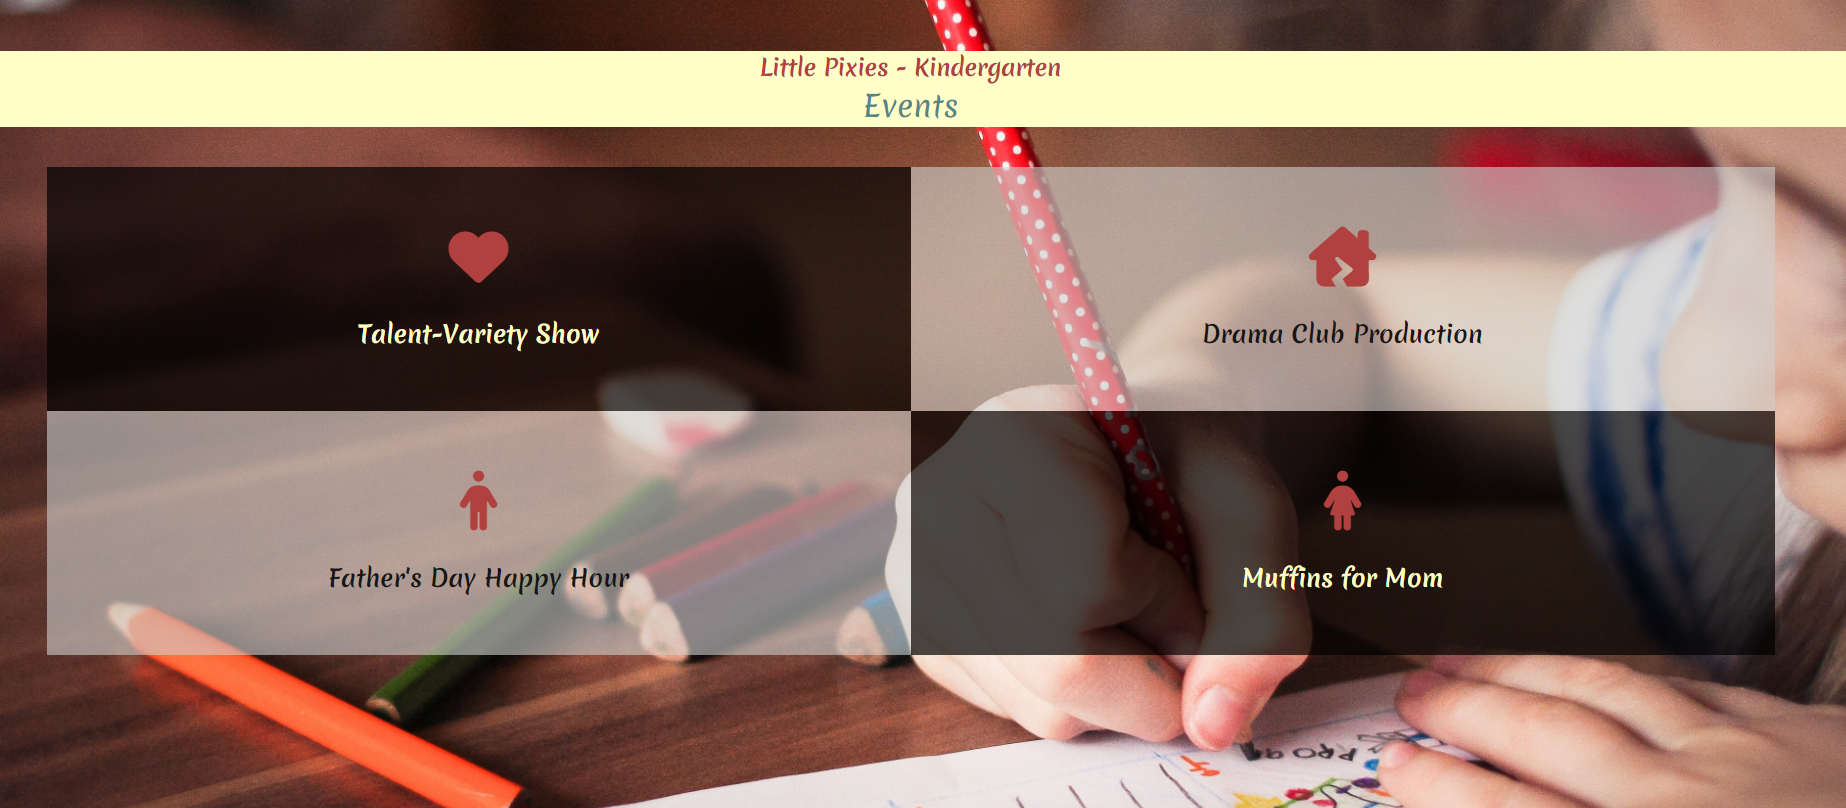 Little Pixies - Kindergarten
Events
Talent-Variety Show
Drama Club Production
Father's Day Happy Hour
Muffins for Mom